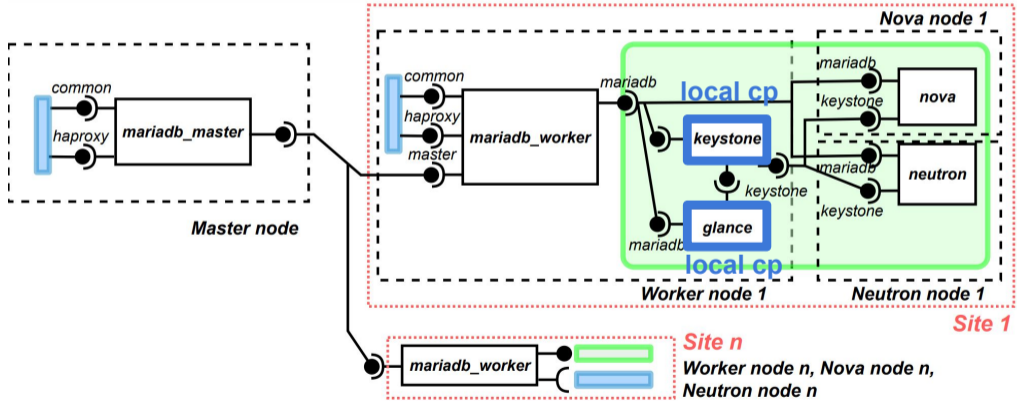 Nova node 1
common
haproxy
mariadb_master
Master node
common
haproxy
master
mariadb_worker
mariadb
local cp
keystone
keystone
glance
mariadb
local cp
Worker node 1
mariadb
keystone
nova
mariadb
keystone
neutron
Neutron node 1
Site 1
mariadb_worker
Site n
Worker node n, Nova node n,
Neutron node n